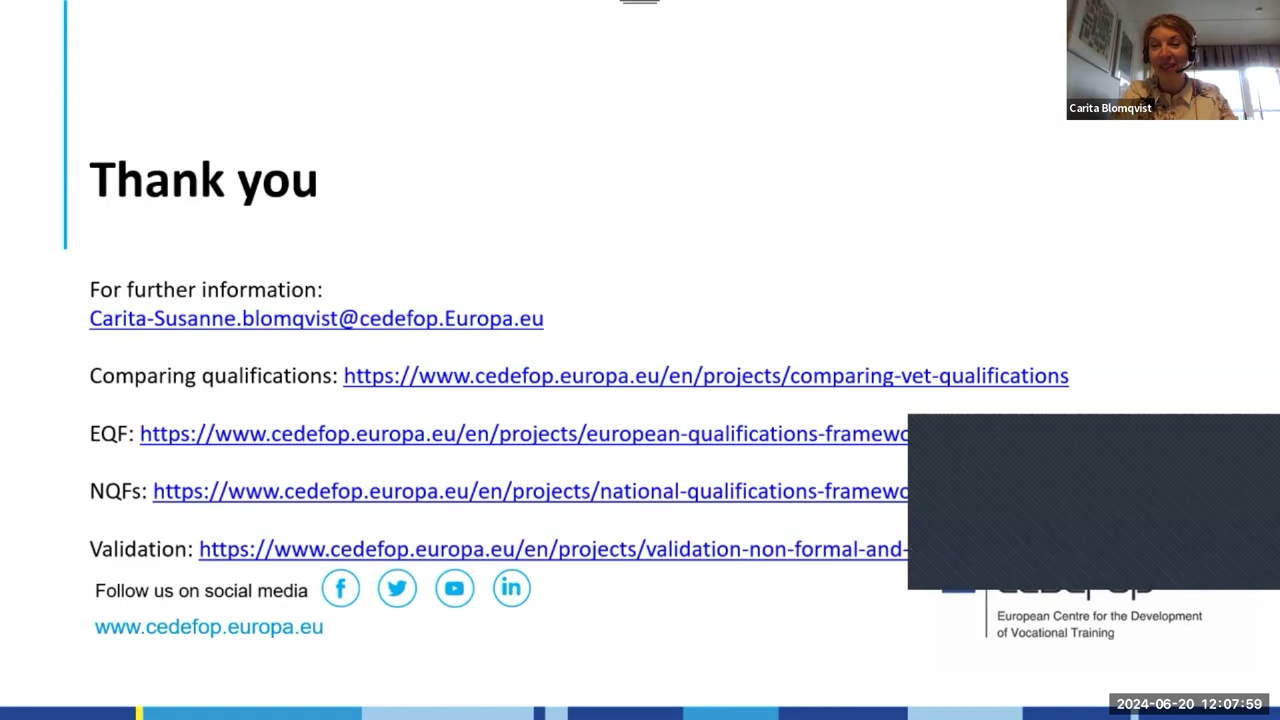 Carita Blomqvist
Thank you
For further information:
Carita-Susanne.blomqvist@cedefop.Europa.eu
Comparing qualifications: https://www.cedefop.europa.eu/en/projects/comparing-vet-qualifications
EQF: https://www.cedefop.europa.eu/en/projects/european-qualifications-framewo
NQFs: https://www.cedefop.europa.eu/en/projects/national-qualifications-framewo
Validation: https://www.cedefop.europa.eu/en/projects/validation-non-formal-and-
Follow us on social media
www.cedefop.europa.eu
European Centre for the Development
of Vocational Training
2024-06-20 12:07:59